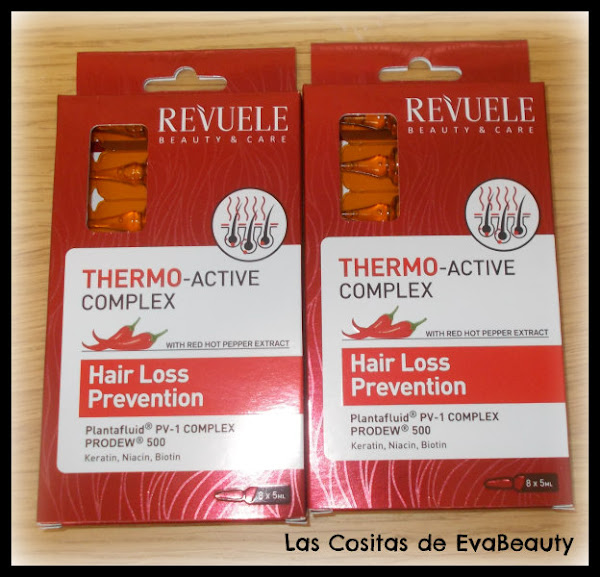 REVUELE
BEAUTY & CARE
THERMO-ACTIVE
COMPLEX
WITH RED HOT PEPPER EXTRACT
Hair Loss
Prevention
Plantafluid® PV-1 COMPLEX
PRODEW® 500
Keratin, Niacin, Biotin
8 x 5ML
REVUELE
BEAUTY & CARE
THERMO-ACTIVE
COMPLEX
WITH RED HOT PEPPER EXTRACT
Hair Loss
Prevention
Plantafluid® PV-1 COMPLEX
PRODEW® 500
Keratin, Niacin, Biotin
8 x 5ML
Las Cositas de EvaBeauty